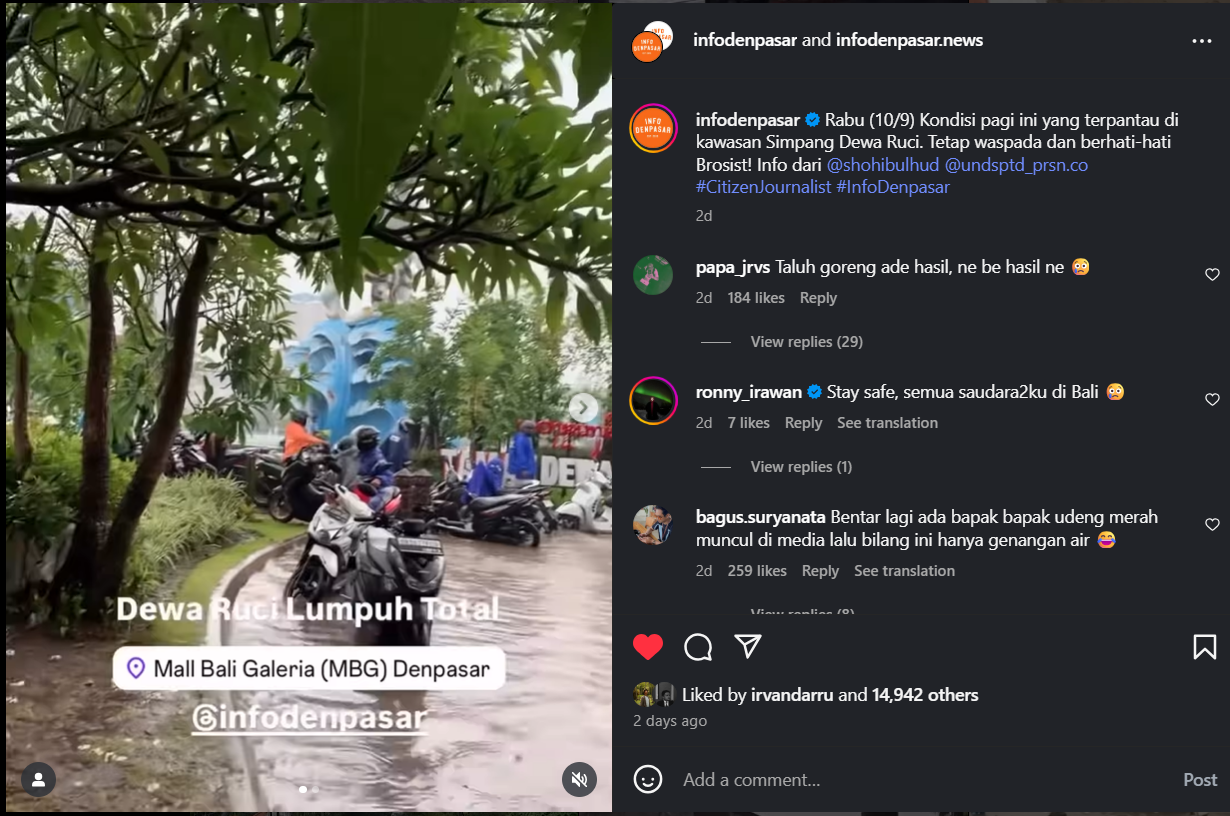 infodenpasar and infodenpasar.news
infodenpasar Rabu (10/9) Kondisi pagi ini yang terpantau di
kawasan Simpang Dewa Ruci. Tetap waspada dan berhati-hati
Brosist! Info dari @shohibulhud @undsptd_prsn.co
#CitizenJournalist #InfoDenpasar
2d
papa_jrvs Taluh goreng ade hasil, ne be hasil ne 😰
2d 184 likes Reply
View replies (29)
ronny_irawan Stay safe, semua saudara2ku di Bali 😰
2d 7 likes Reply See translation
View replies (1)
bagus.suryanata Bentar lagi ada bapak bapak udeng merah
muncul di media lalu bilang ini hanya genangan air 😂
2d 259 likes Reply See translation
View replies (8)
Liked by irvandarru and 14,942 others
2 days ago
Add a comment...
Post
DEWA
Dewa Ruci Lumpuh Total
Mall Bali Galeria (MBG) Denpasar
@infodenpasar
INFO
DENPASAR